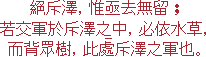 絕斥澤，惟亟去無留；
若交軍於斥澤之中，必依水草，
而背眾樹，此處斥澤之軍也。